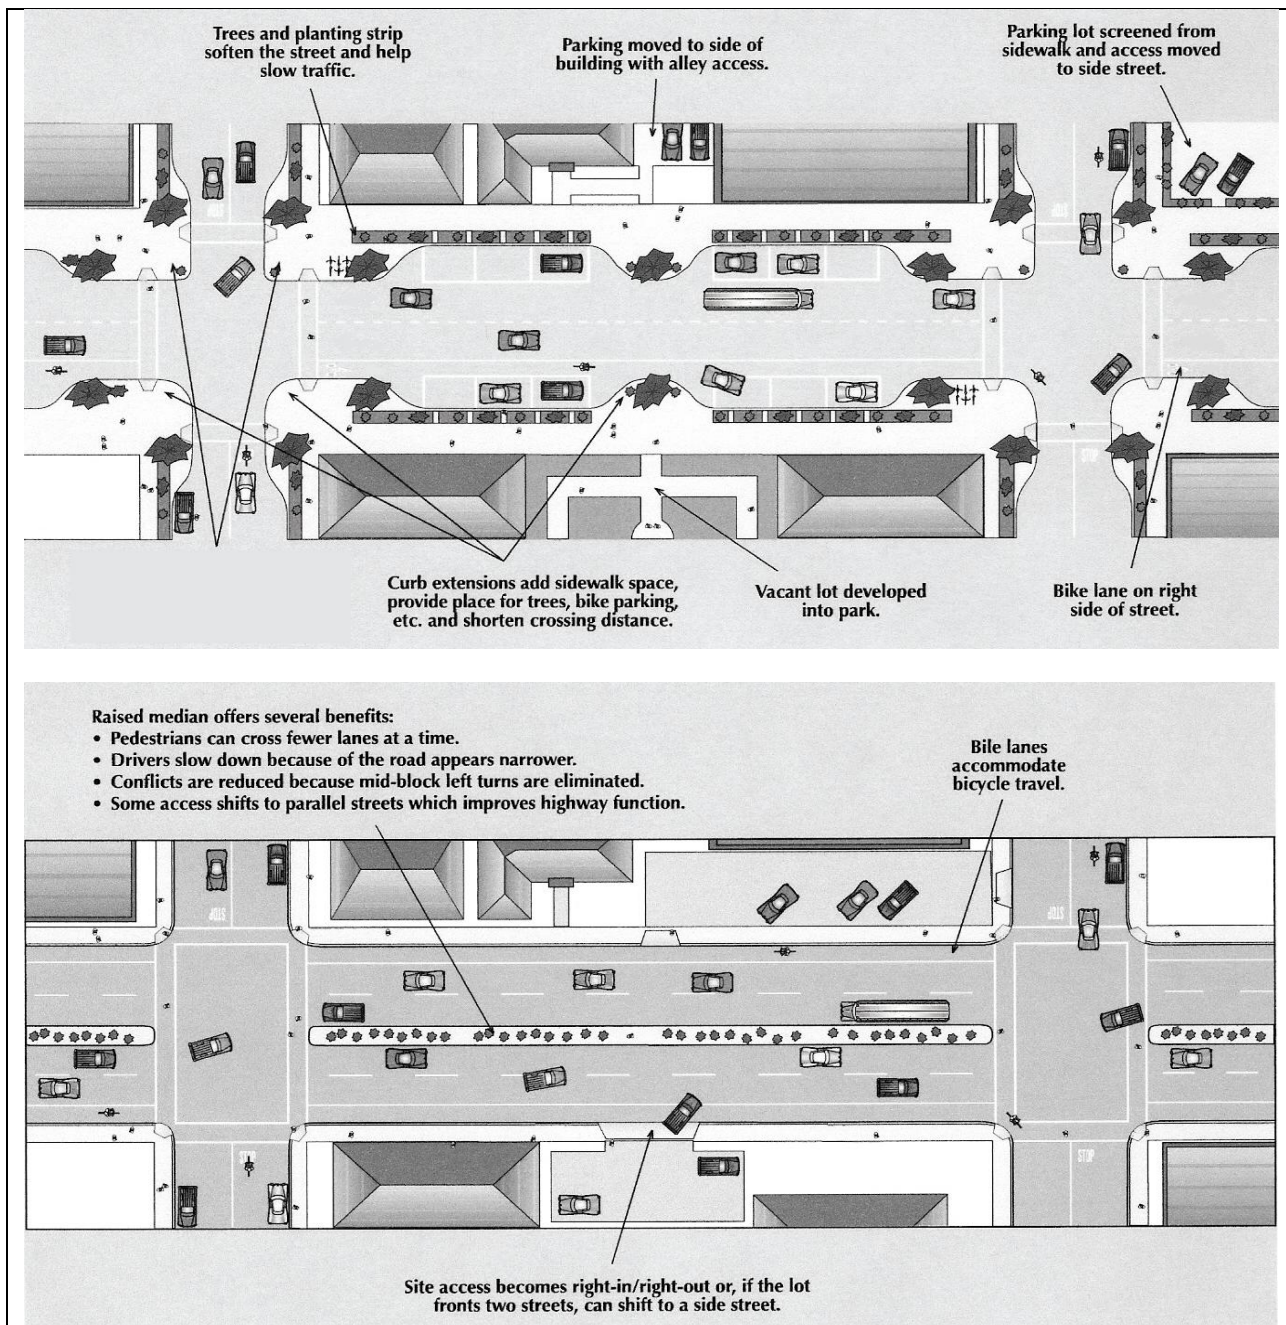 Trees and planting strip
soften the street and help
slow traffic.
Parking moved to side of
building with alley access.
Parking lot screened from
sidewalk and access moved
to side street.
STOP
STOP
Curb extensions add sidewalk space,
provide place for trees, bike parking,
etc. and shorten crossing distance.
Vacant lot developed
into park.
Bike lane on right
side of street.
Raised median offers several benefits:
• Pedestrians can cross fewer lanes at a time.
• Drivers slow down because of the road appears narrower.
• Conflicts are reduced because mid-block left turns are eliminated.
• Some access shifts to parallel streets which improves highway function.
Bile lanes
accommodate
bicycle travel.
STOP
STOP
STOP
STOP
Site access becomes right-in/right-out or, if the lot
fronts two streets, can shift to a side street.